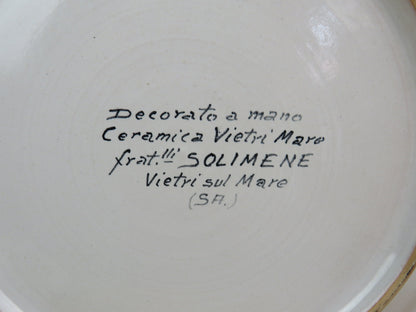 Decorato a mano
Ceramica Vietri Mare
frat.lli SOLIMENE
Vietri sul Mare
(SA.)